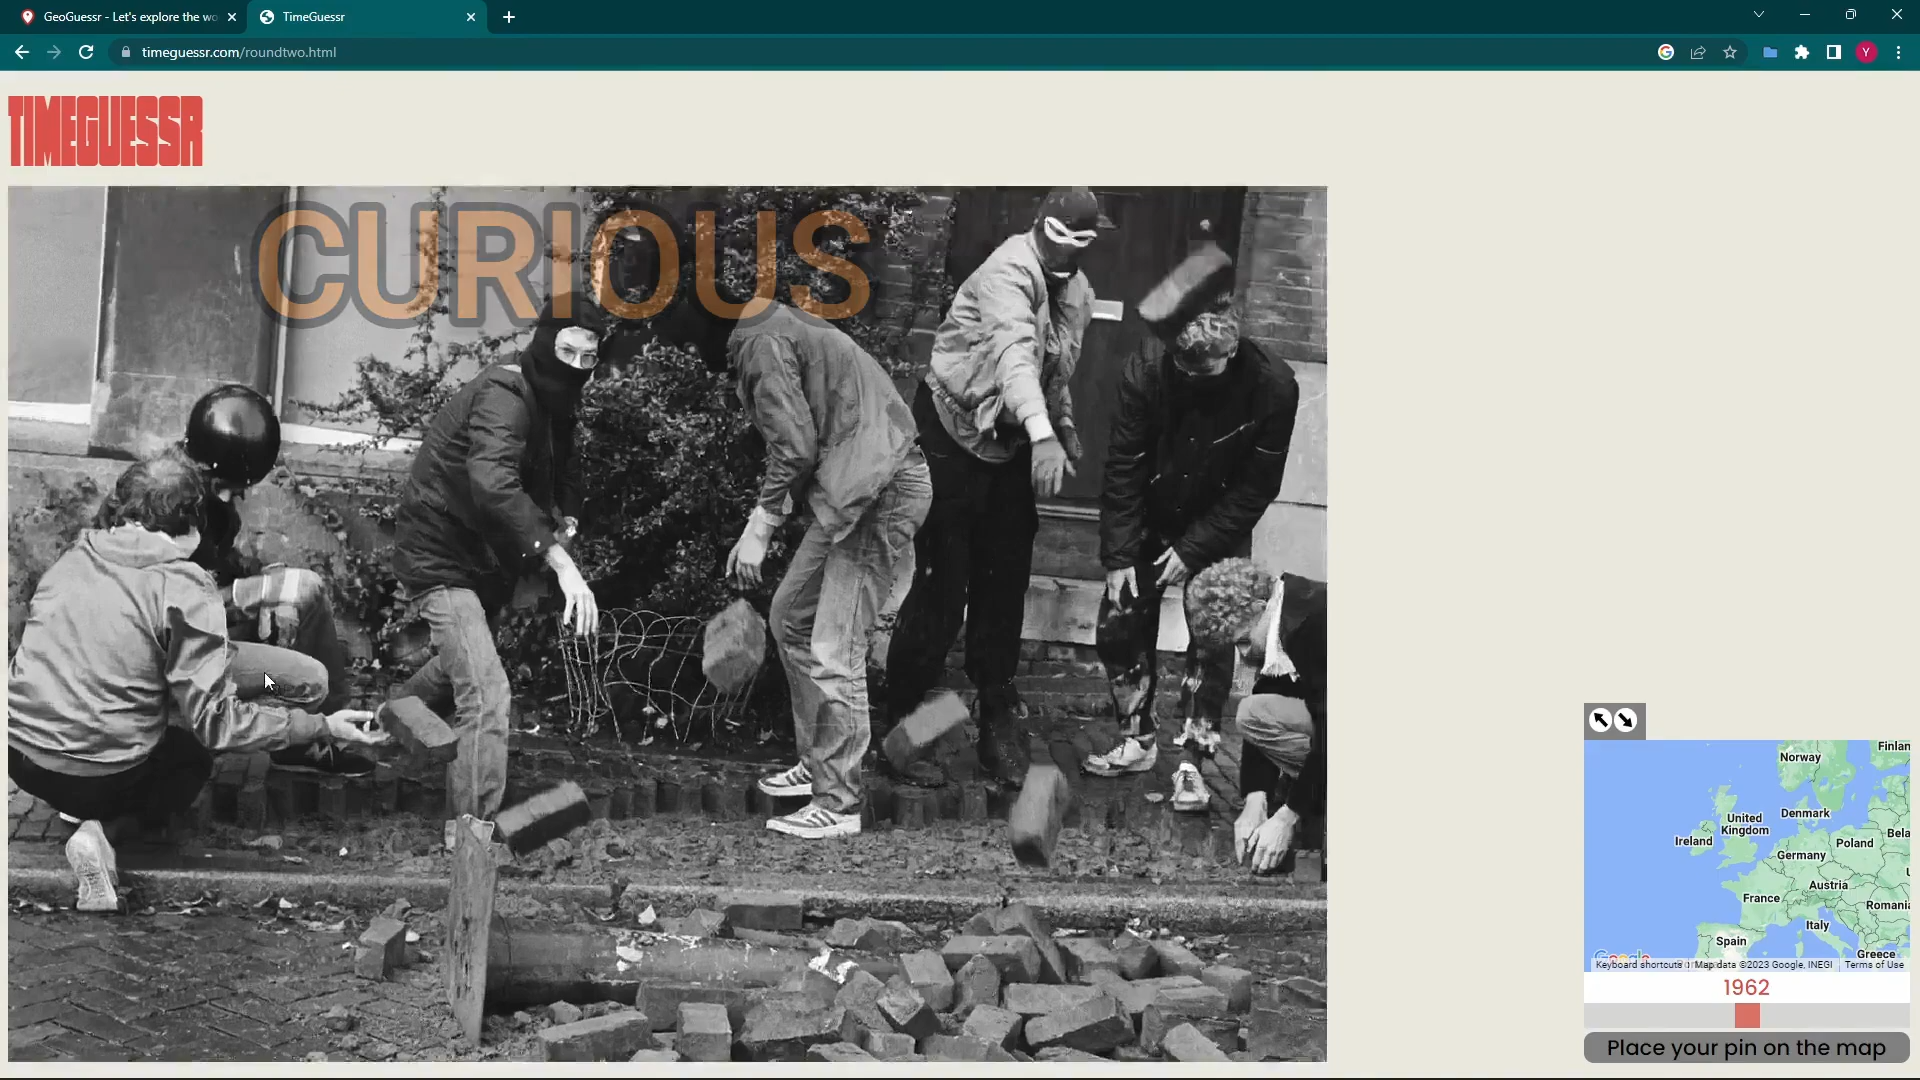 GeoGuessr - Let's explore the wo
TimeGuessr
timeguessr.com/roundtwo.html
Y
TIMEGUESSR
CURIOUS
Norway
Finlan
United Kingdom
Denmark
Ireland
Bela
Poland
Germany
Austria
France
Romania
Italy
Spain
Greece
Google
Keyboard shortcuts
Map data ©2023 Google, INEGI
Terms of Use
1962
Place your pin on the map